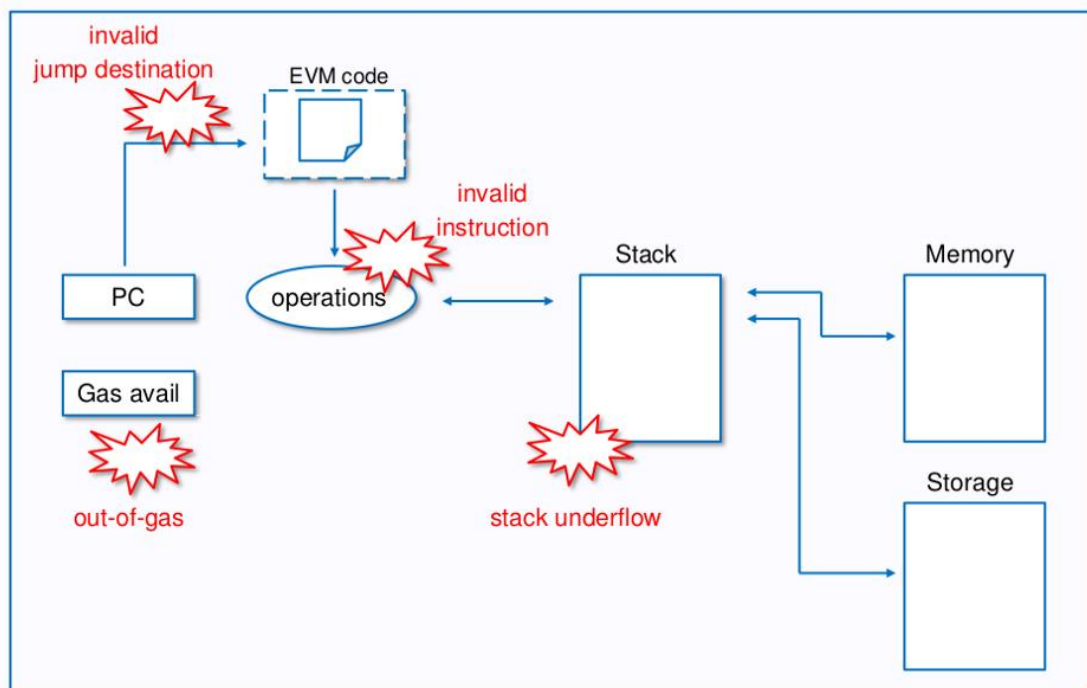 invalid
jump destination
EVM code
invalid
instruction
Stack
Memory
PC
operations
Gas avail
Storage
out-of-gas
stack underflow